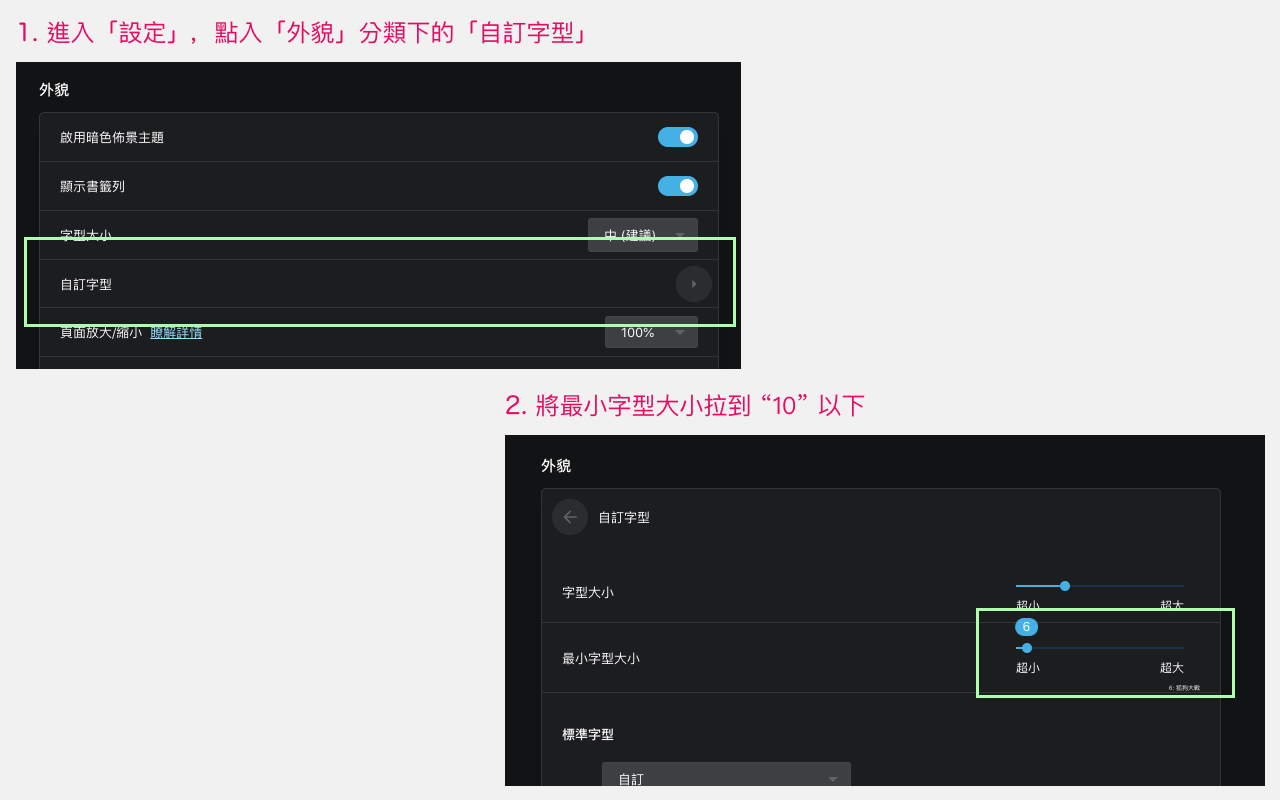 1. 進入「設定」，點入「外貌」分類下的「自訂字型」
外貌
啟用暗色佈景主題
顯示書籤列
字型大小 中 (建議)
自訂字型
頁面放大/縮小 瞭解詳情 100%
2. 將最小字型大小拉到 “10” 以下
外貌
自訂字型
字型大小
超小 超大
6
最小字型大小
超小 超大
6: 狐狗大戰
標準字型
自訂